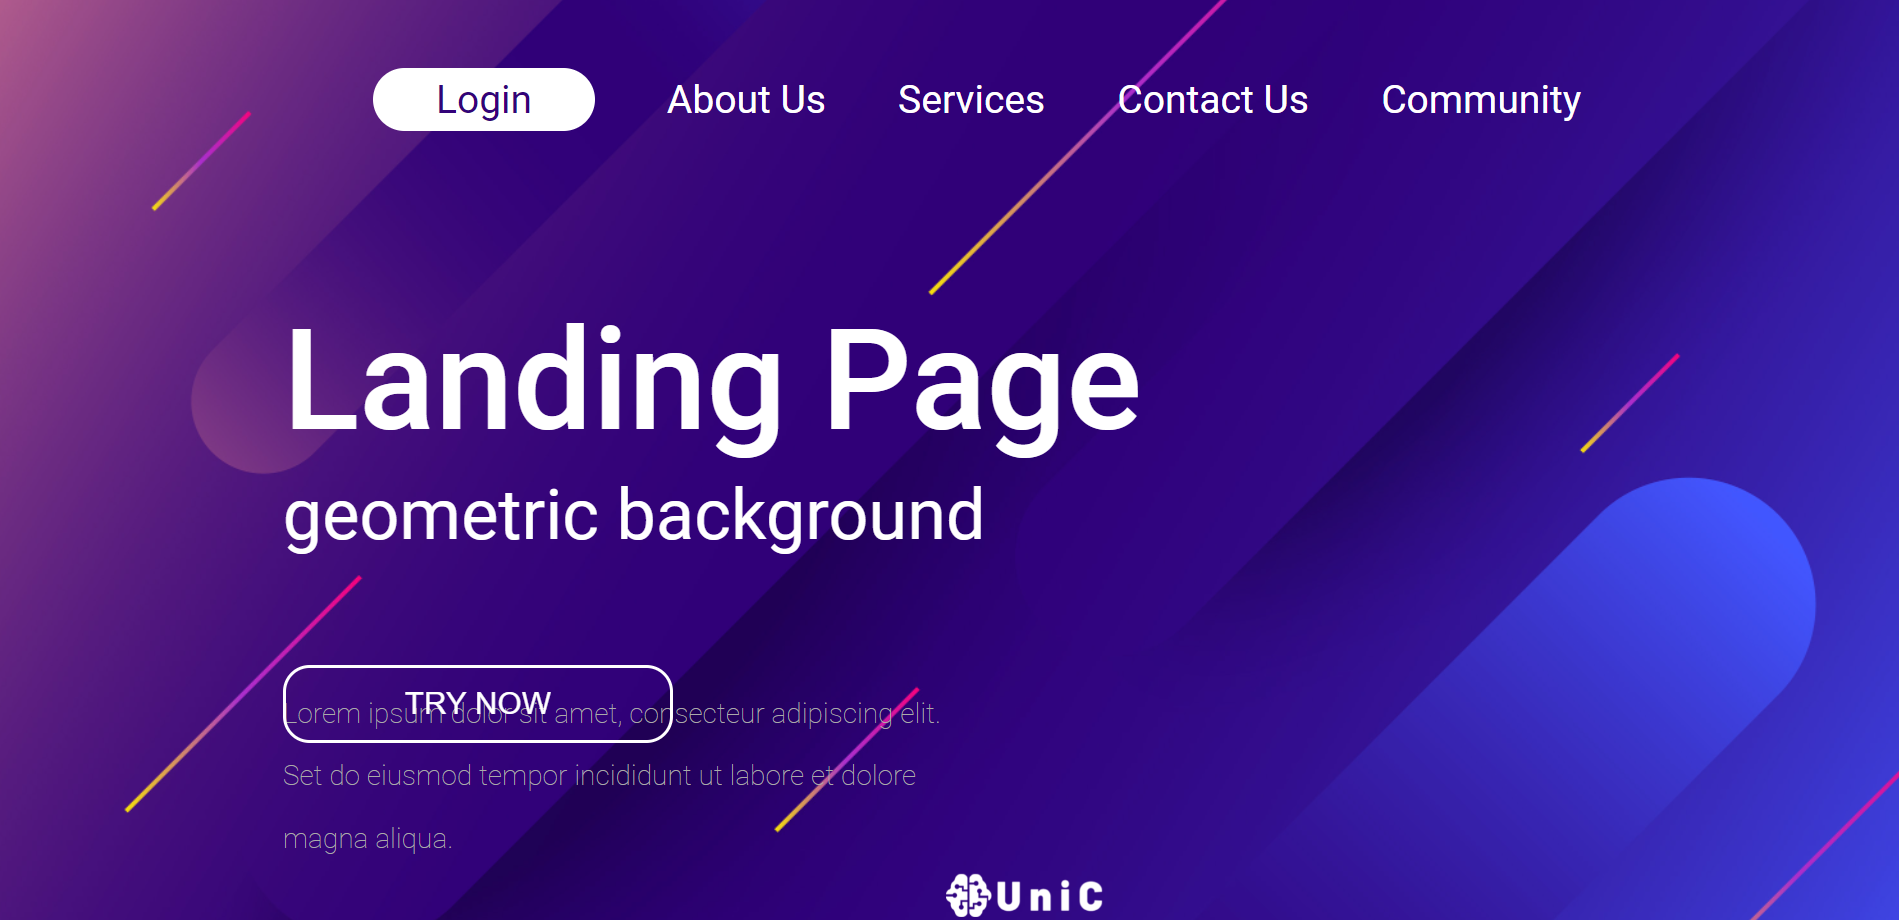 Login About Us Services Contact Us Community
Landing Page
geometric background
TRY NOW
Lorem ipsum dolor sit amet, consecteur adipiscing elit.
Set do eiusmod tempor incididunt ut labore et dolore
magna aliqua.
UniC